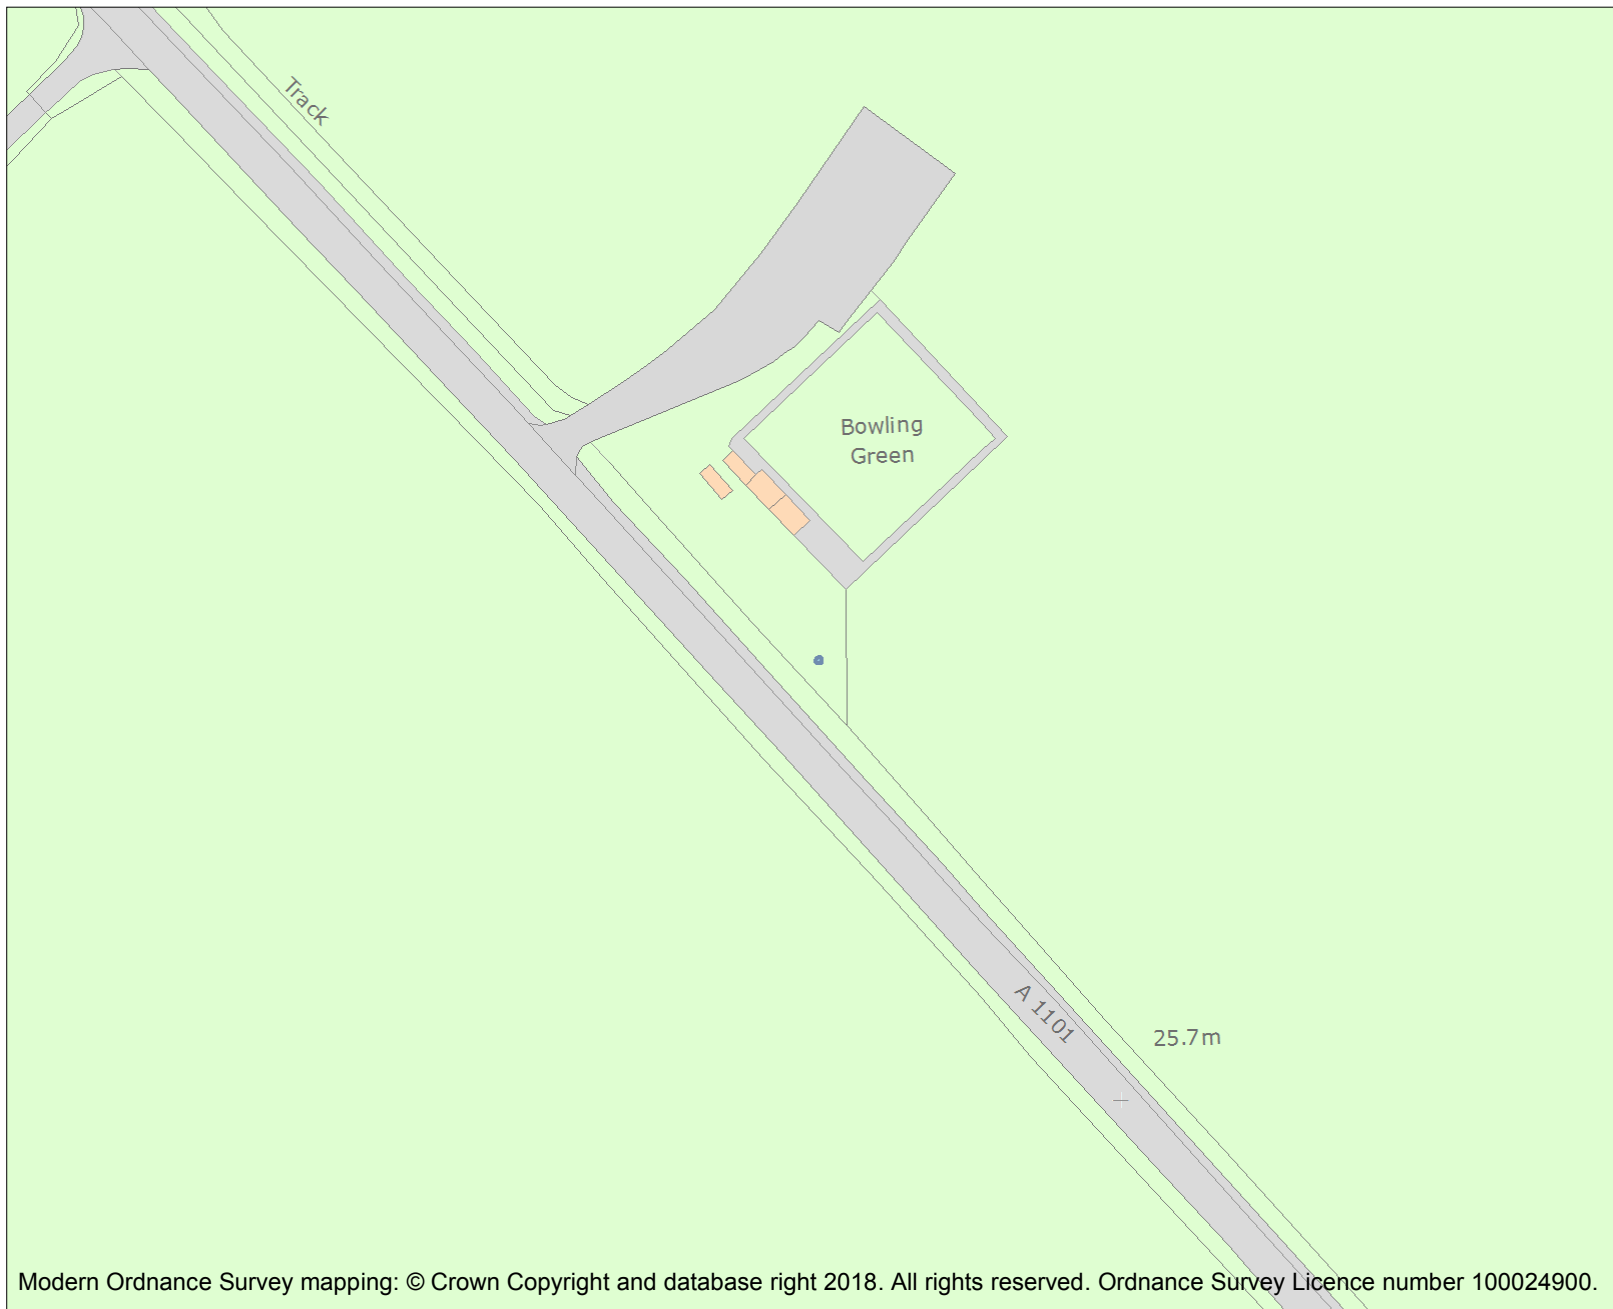 Track
Bowling
Green
A 1101
25.7m
Modern Ordnance Survey mapping: © Crown Copyright and database right 2018. All rights reserved. Ordnance Survey Licence number 100024900.